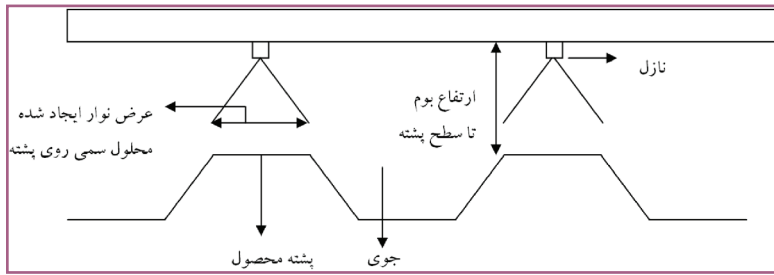 نازل
ارتفاع بوم
تا سطح پشته
عرض نوار ایجاد شده
محلول سمی روی پشته
جوی
پشته محصول